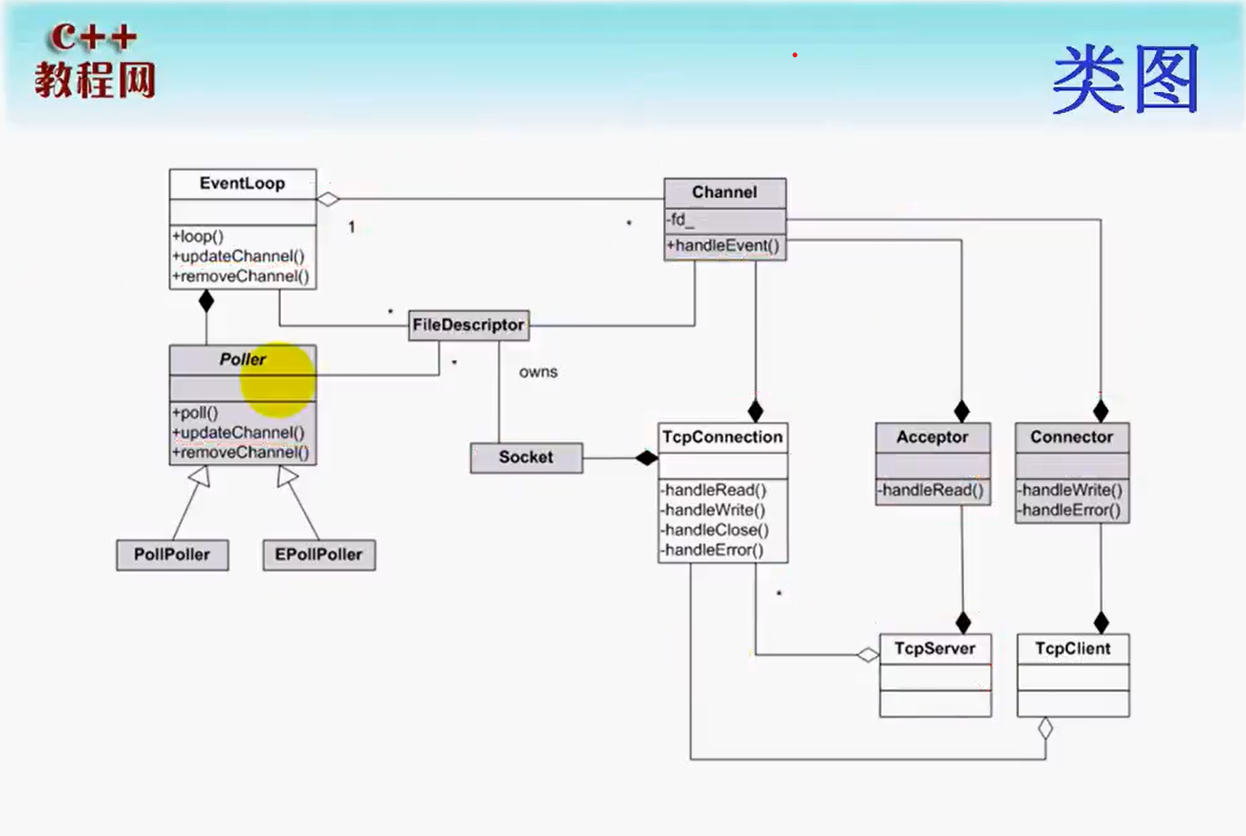 C++
教程网
类图
EventLoop
+loop()
+updateChannel()
+removeChannel()
1
*
Channel
-fd_
+handleEvent()
*
FileDescriptor
*
owns
Poller
+poll()
+updateChannel()
+removeChannel()
PollPoller
EPollPoller
Socket
TcpConnection
-handleRead()
-handleWrite()
-handleClose()
-handleError()
*
Acceptor
-handleRead()
Connector
-handleWrite()
-handleError()
TcpServer
TcpClient